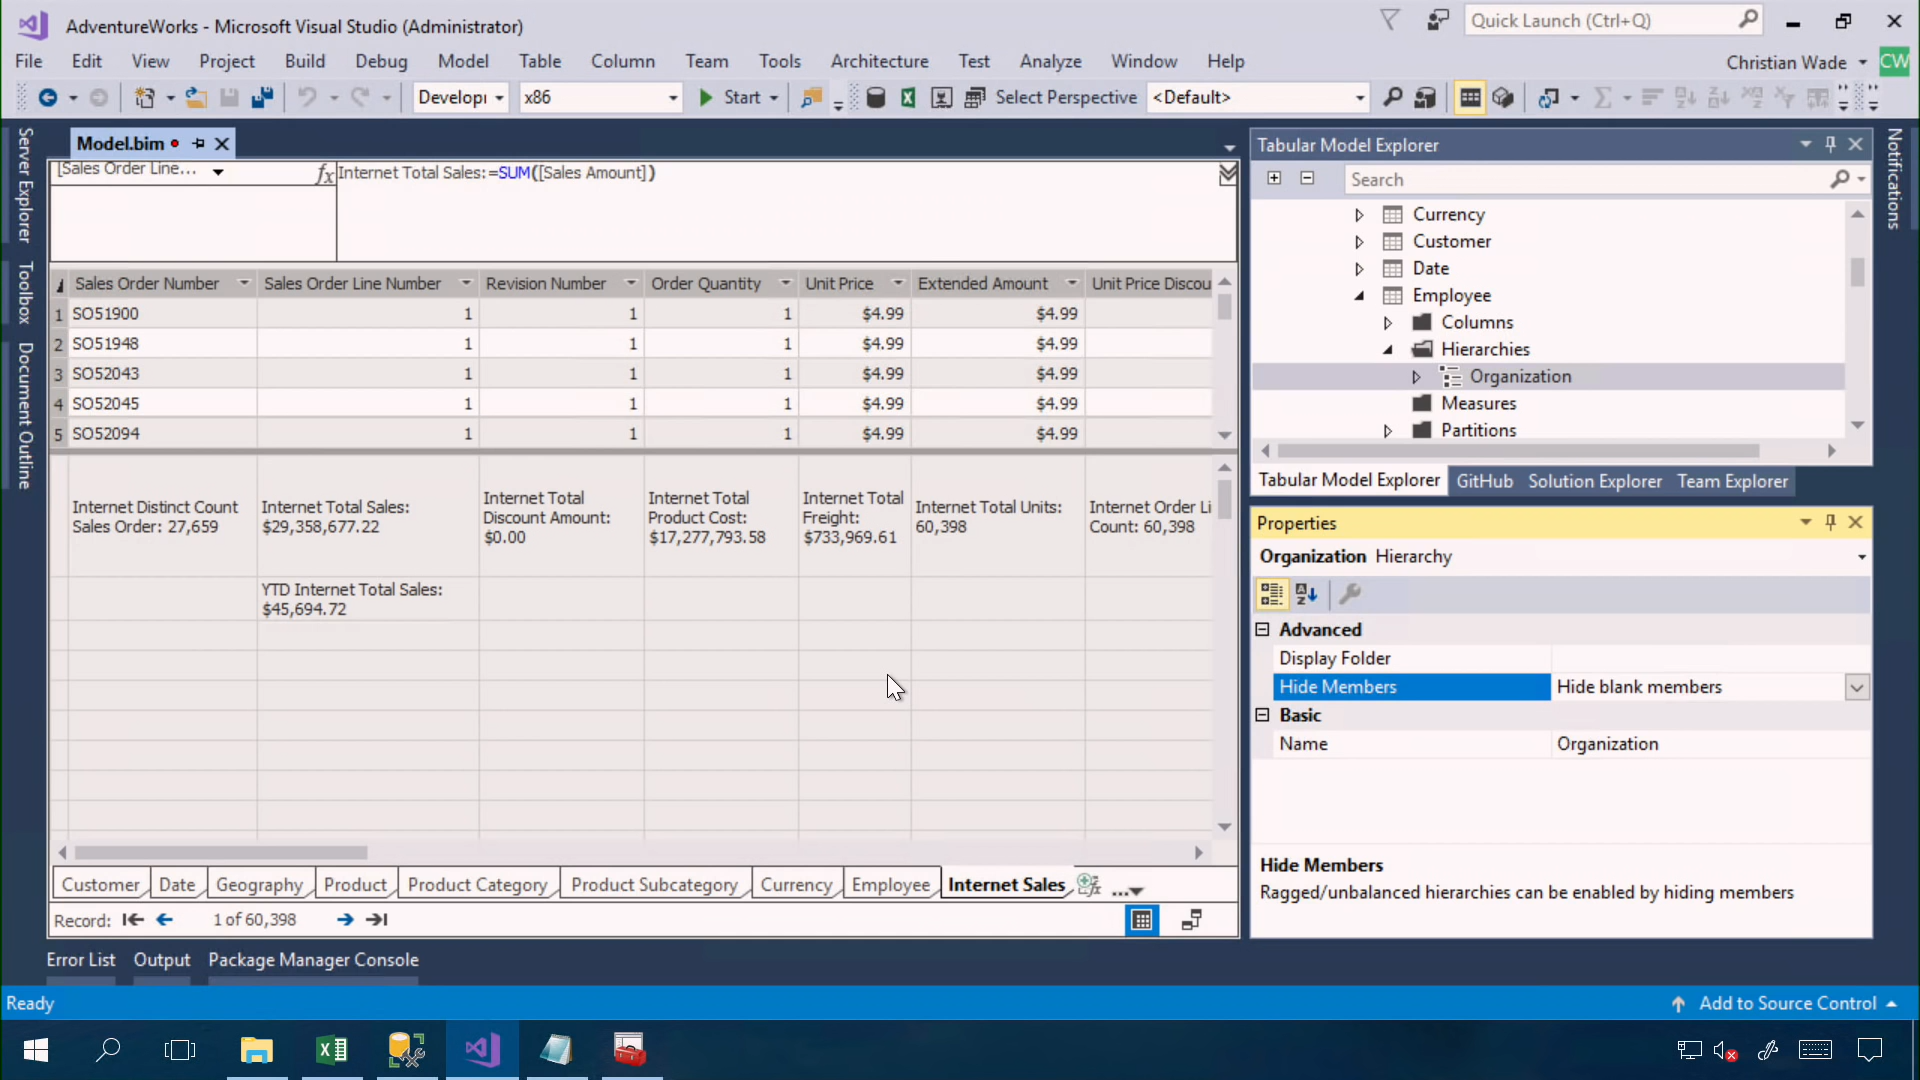 AdventureWorks - Microsoft Visual Studio (Administrator)
Quick Launch (Ctrl+Q)
File Edit View Project Build Debug Model Table Column Team Tools Architecture Test Analyze Window Help
Christian Wade CW
Developı x86 Start Select Perspective <Default>
Server Explorer
Toolbox
Document Outline
Model.bim
[Sales Order Line... fx Internet Total Sales:=SUM([Sales Amount])
Sales Order Number Sales Order Line Number Revision Number Order Quantity Unit Price Extended Amount Unit Price Discou
1 SO51900 1 1 1 $4.99 $4.99
2 SO51948 1 1 1 $4.99 $4.99
3 SO52043 1 1 1 $4.99 $4.99
4 SO52045 1 1 1 $4.99 $4.99
5 SO52094 1 1 1 $4.99 $4.99
Internet Distinct Count
Sales Order: 27,659
Internet Total Sales:
$29,358,677.22
Internet Total
Discount Amount:
$0.00
Internet Total
Product Cost:
$17,277,793.58
Internet Total
Freight:
$733,969.61
Internet Total Units:
60,398
Internet Order Li
Count: 60,398
YTD Internet Total Sales:
$45,694.72
Customer Date Geography Product Product Category Product Subcategory Currency Employee Internet Sales ...
Record: 1 of 60,398
Tabular Model Explorer
Search
Currency
Customer
Date
Employee
Columns
Hierarchies
Organization
Measures
Partitions
Tabular Model Explorer GitHub Solution Explorer Team Explorer
Properties
Organization Hierarchy
Advanced
Display Folder
Hide Members Hide blank members
Basic
Name Organization
Hide Members
Ragged/unbalanced hierarchies can be enabled by hiding members
Notifications
Error List Output Package Manager Console
Ready
Add to Source Control